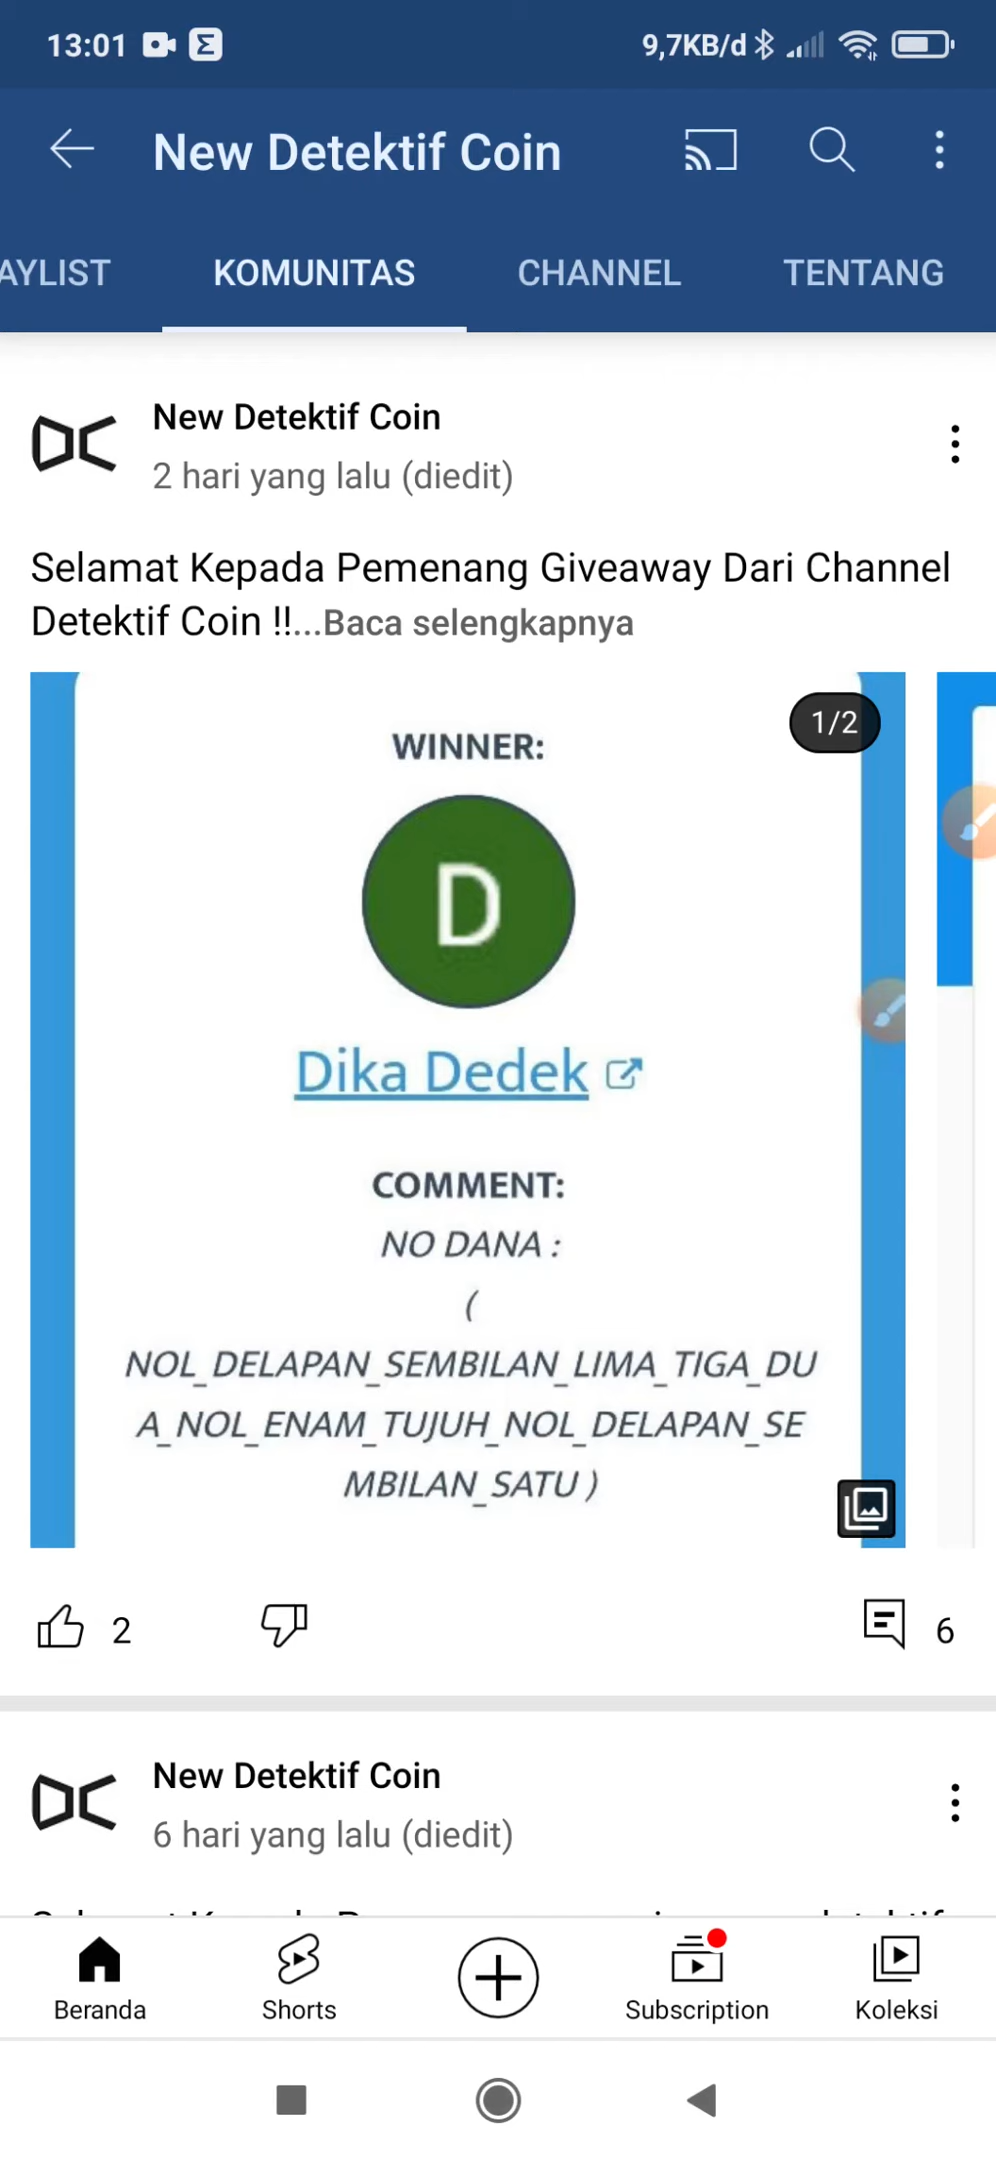 13:01 9,7KB/d
New Detektif Coin
AYLIST KOMUNITAS CHANNEL TENTANG
New Detektif Coin
2 hari yang lalu (diedit)
Selamat Kepada Pemenang Giveaway Dari Channel
Detektif Coin !!...Baca selengkapnya
1/2
WINNER:
D
Dika Dedek
COMMENT:
NO DANA :
(
NOL_DELAPAN_SEMBILAN_LIMA_TIGA_DU
A_NOL_ENAM_TUJUH_NOL_DELAPAN_SE
MBILAN_SATU )
2 6
New Detektif Coin
6 hari yang lalu (diedit)
Beranda Shorts Subscription Koleksi